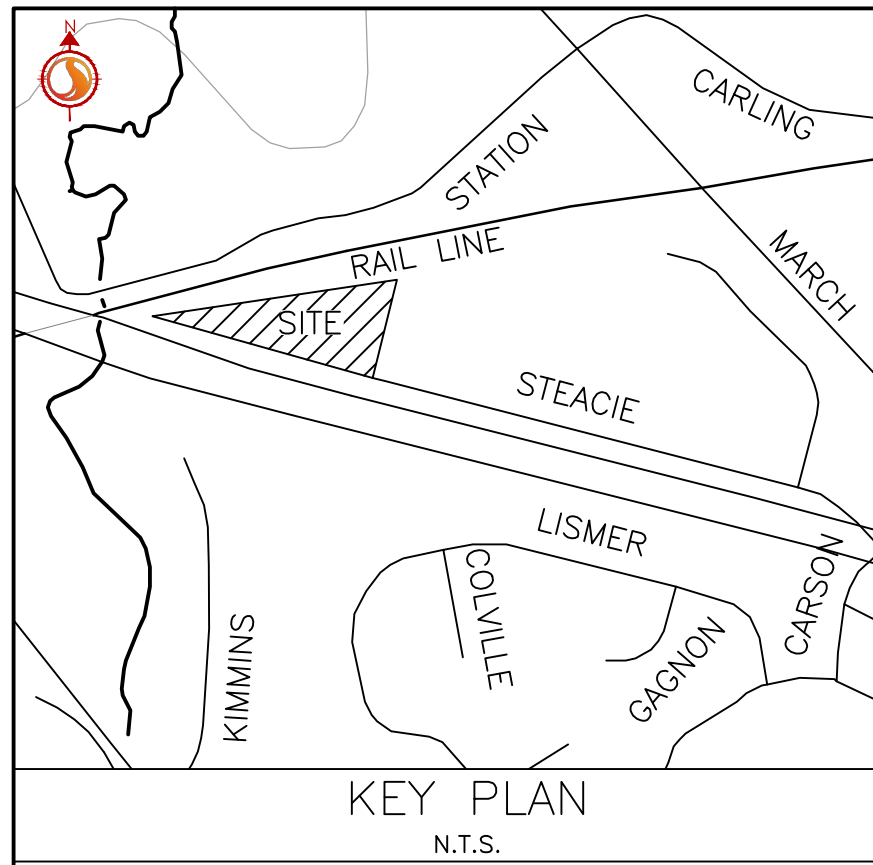 N
CARLING
STATION
MARCH
RAIL LINE
SITE
STEACIE
LISMER
COLVILLE
CARSON
GAGNON
KIMMINS
KEY PLAN
N.T.S.